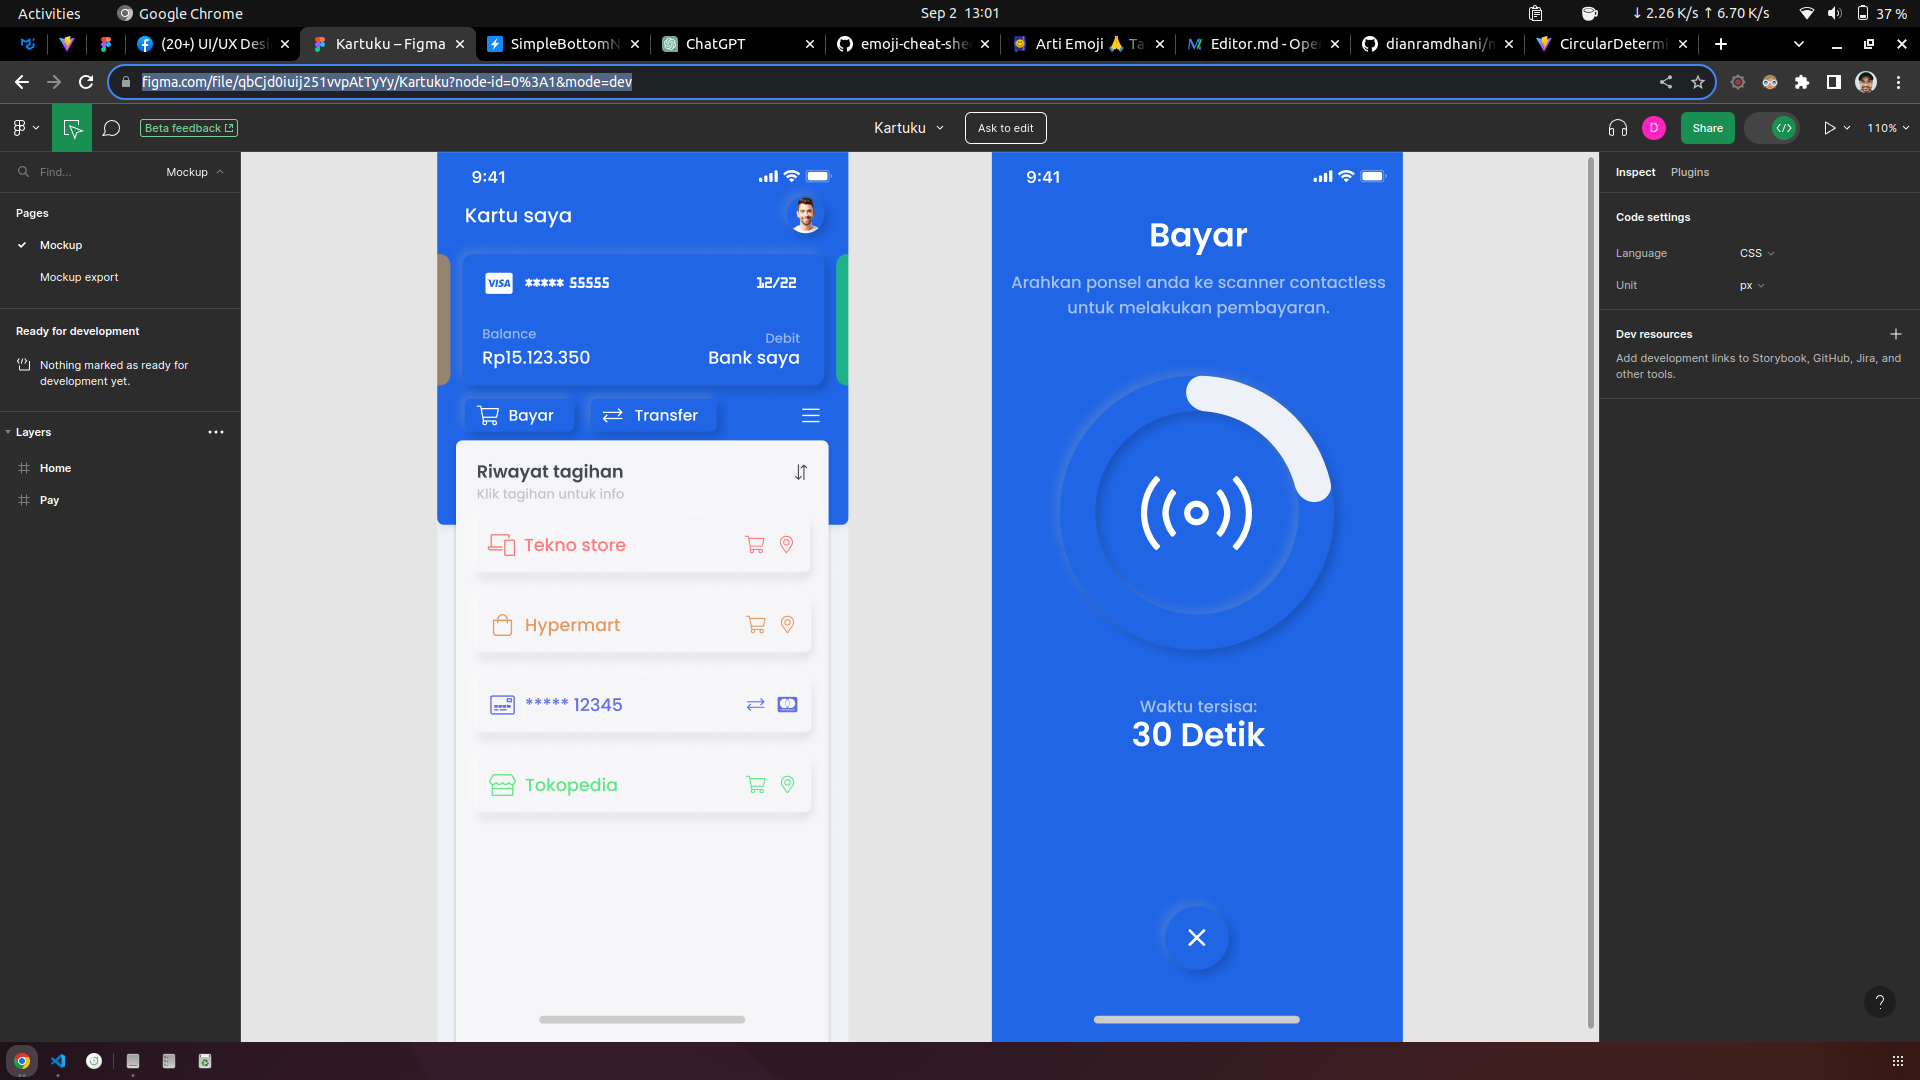 Activities
Google Chrome
Sep 2 13:01
↓ 2.26 K/s ↑ 6.70 K/s
37 %
(20+) UI/UX Desi
Kartuku – Figma
SimpleBottomN
ChatGPT
emoji-cheat-she
Arti Emoji 🙏 Ta
Editor.md - Ope
dianramdhani/
CircularDetermi
figma.com/file/qbCjd0iuij251vvpAtTyYy/Kartuku?node-id=0%3A1&mode=dev
Beta feedback
Kartuku
Ask to edit
D
Share
110%
Find...
Mockup
Pages
Mockup
Mockup export
Ready for development
Nothing marked as ready for
development yet.
Layers
Home
Pay
9:41
Kartu saya
VISA
***** 55555
12/22
Balance
Debit
Rp15.123.350
Bank saya
Bayar
Transfer
Riwayat tagihan
Klik tagihan untuk info
Tekno store
Hypermart
***** 12345
Tokopedia
9:41
Bayar
Arahkan ponsel anda ke scanner contactless
untuk melakukan pembayaran.
Waktu tersisa:
30 Detik
Inspect
Plugins
Code settings
Language
CSS
Unit
px
Dev resources
Add development links to Storybook, GitHub, Jira, and
other tools.
?